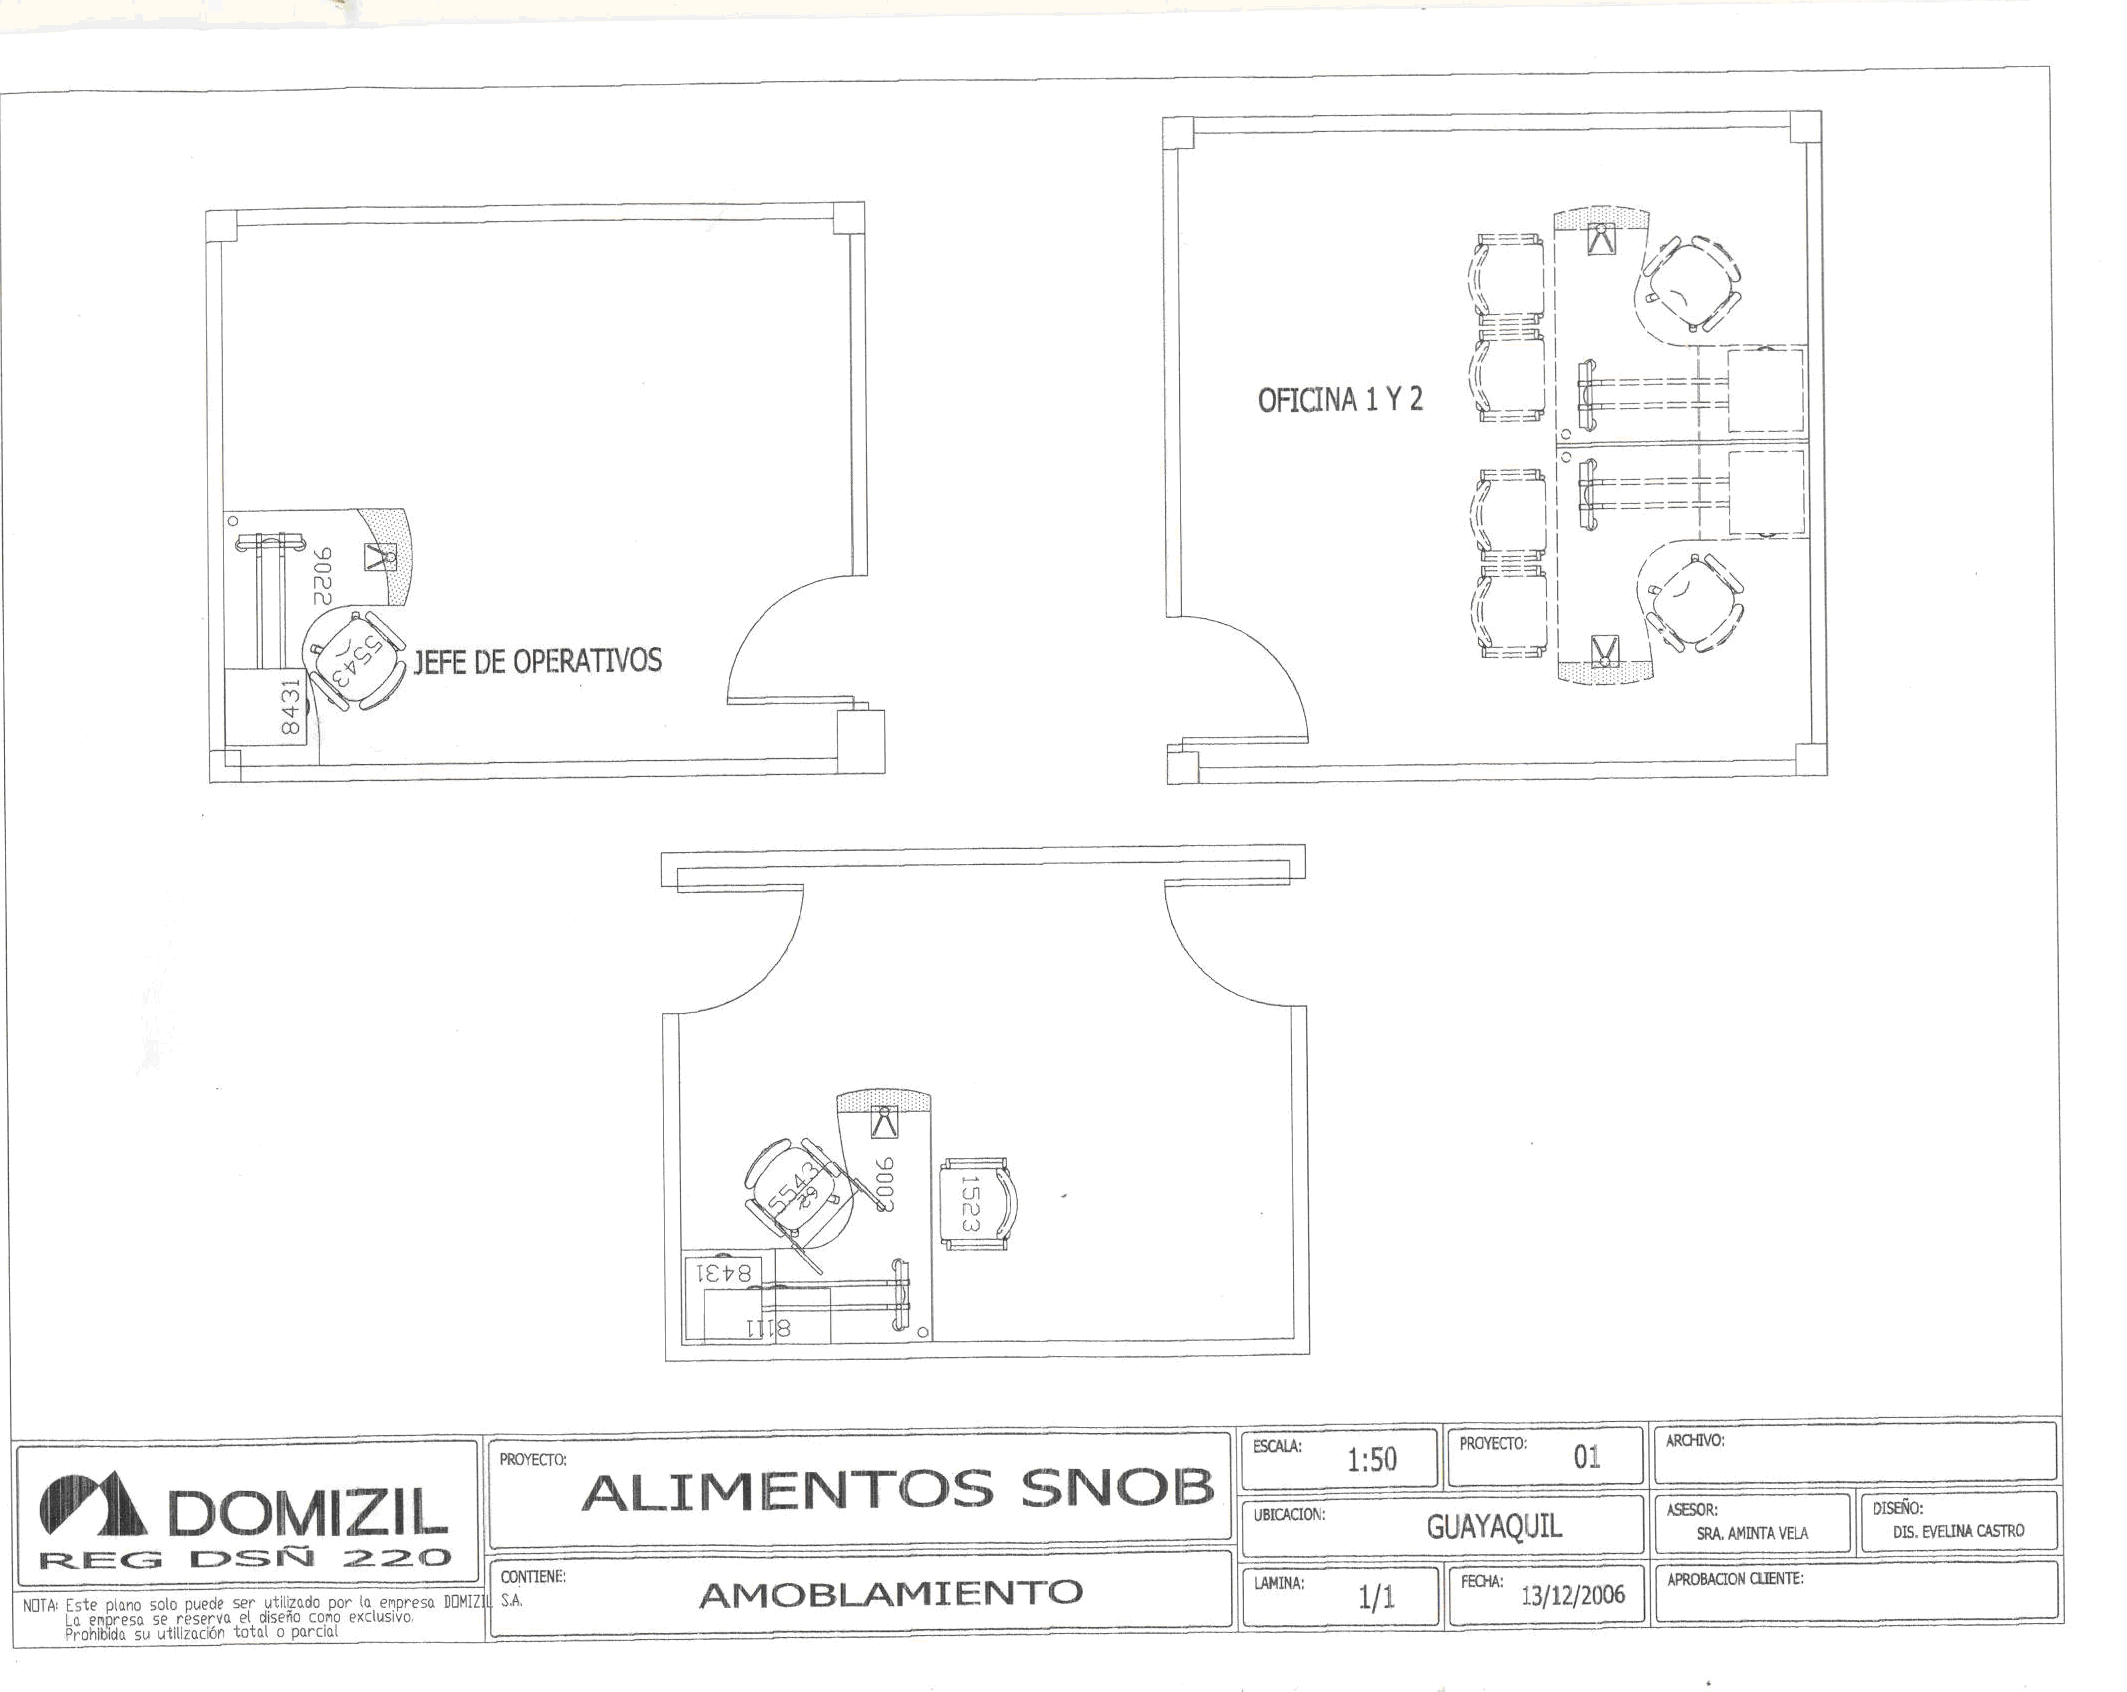 OFICINA 1 Y 2
9022
5543
JEFE DE OPERATIVOS
8431
5543
9003
1523
8431
8111
DOMIZIL
REG DSÑ 220
NOTA: Este plano solo puede ser utilizado por la empresa DOMIZIL S.A.
La empresa se reserva el diseño como exclusivo.
Prohibida su utilización total o parcial
PROYECTO:
ALIMENTOS SNOB
CONTIENE:
AMOBLAMIENTO
ESCALA:
1:50
PROYECTO:
01
ARCHIVO:
UBICACION:
GUAYAQUIL
ASESOR:
SRA. AMINTA VELA
DISEÑO:
DIS. EVELINA CASTRO
LAMINA:
1/1
FECHA:
13/12/2006
APROBACION CLIENTE: